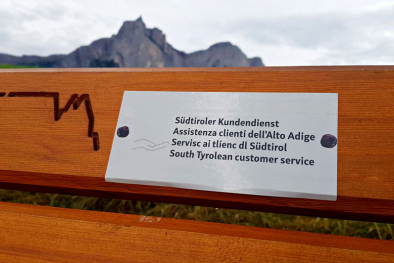 Südtiroler Kundendienst
Assistenza clienti dell'Alto Adige
Servisc ai tlienc dl Südtirol
South Tyrolean customer service